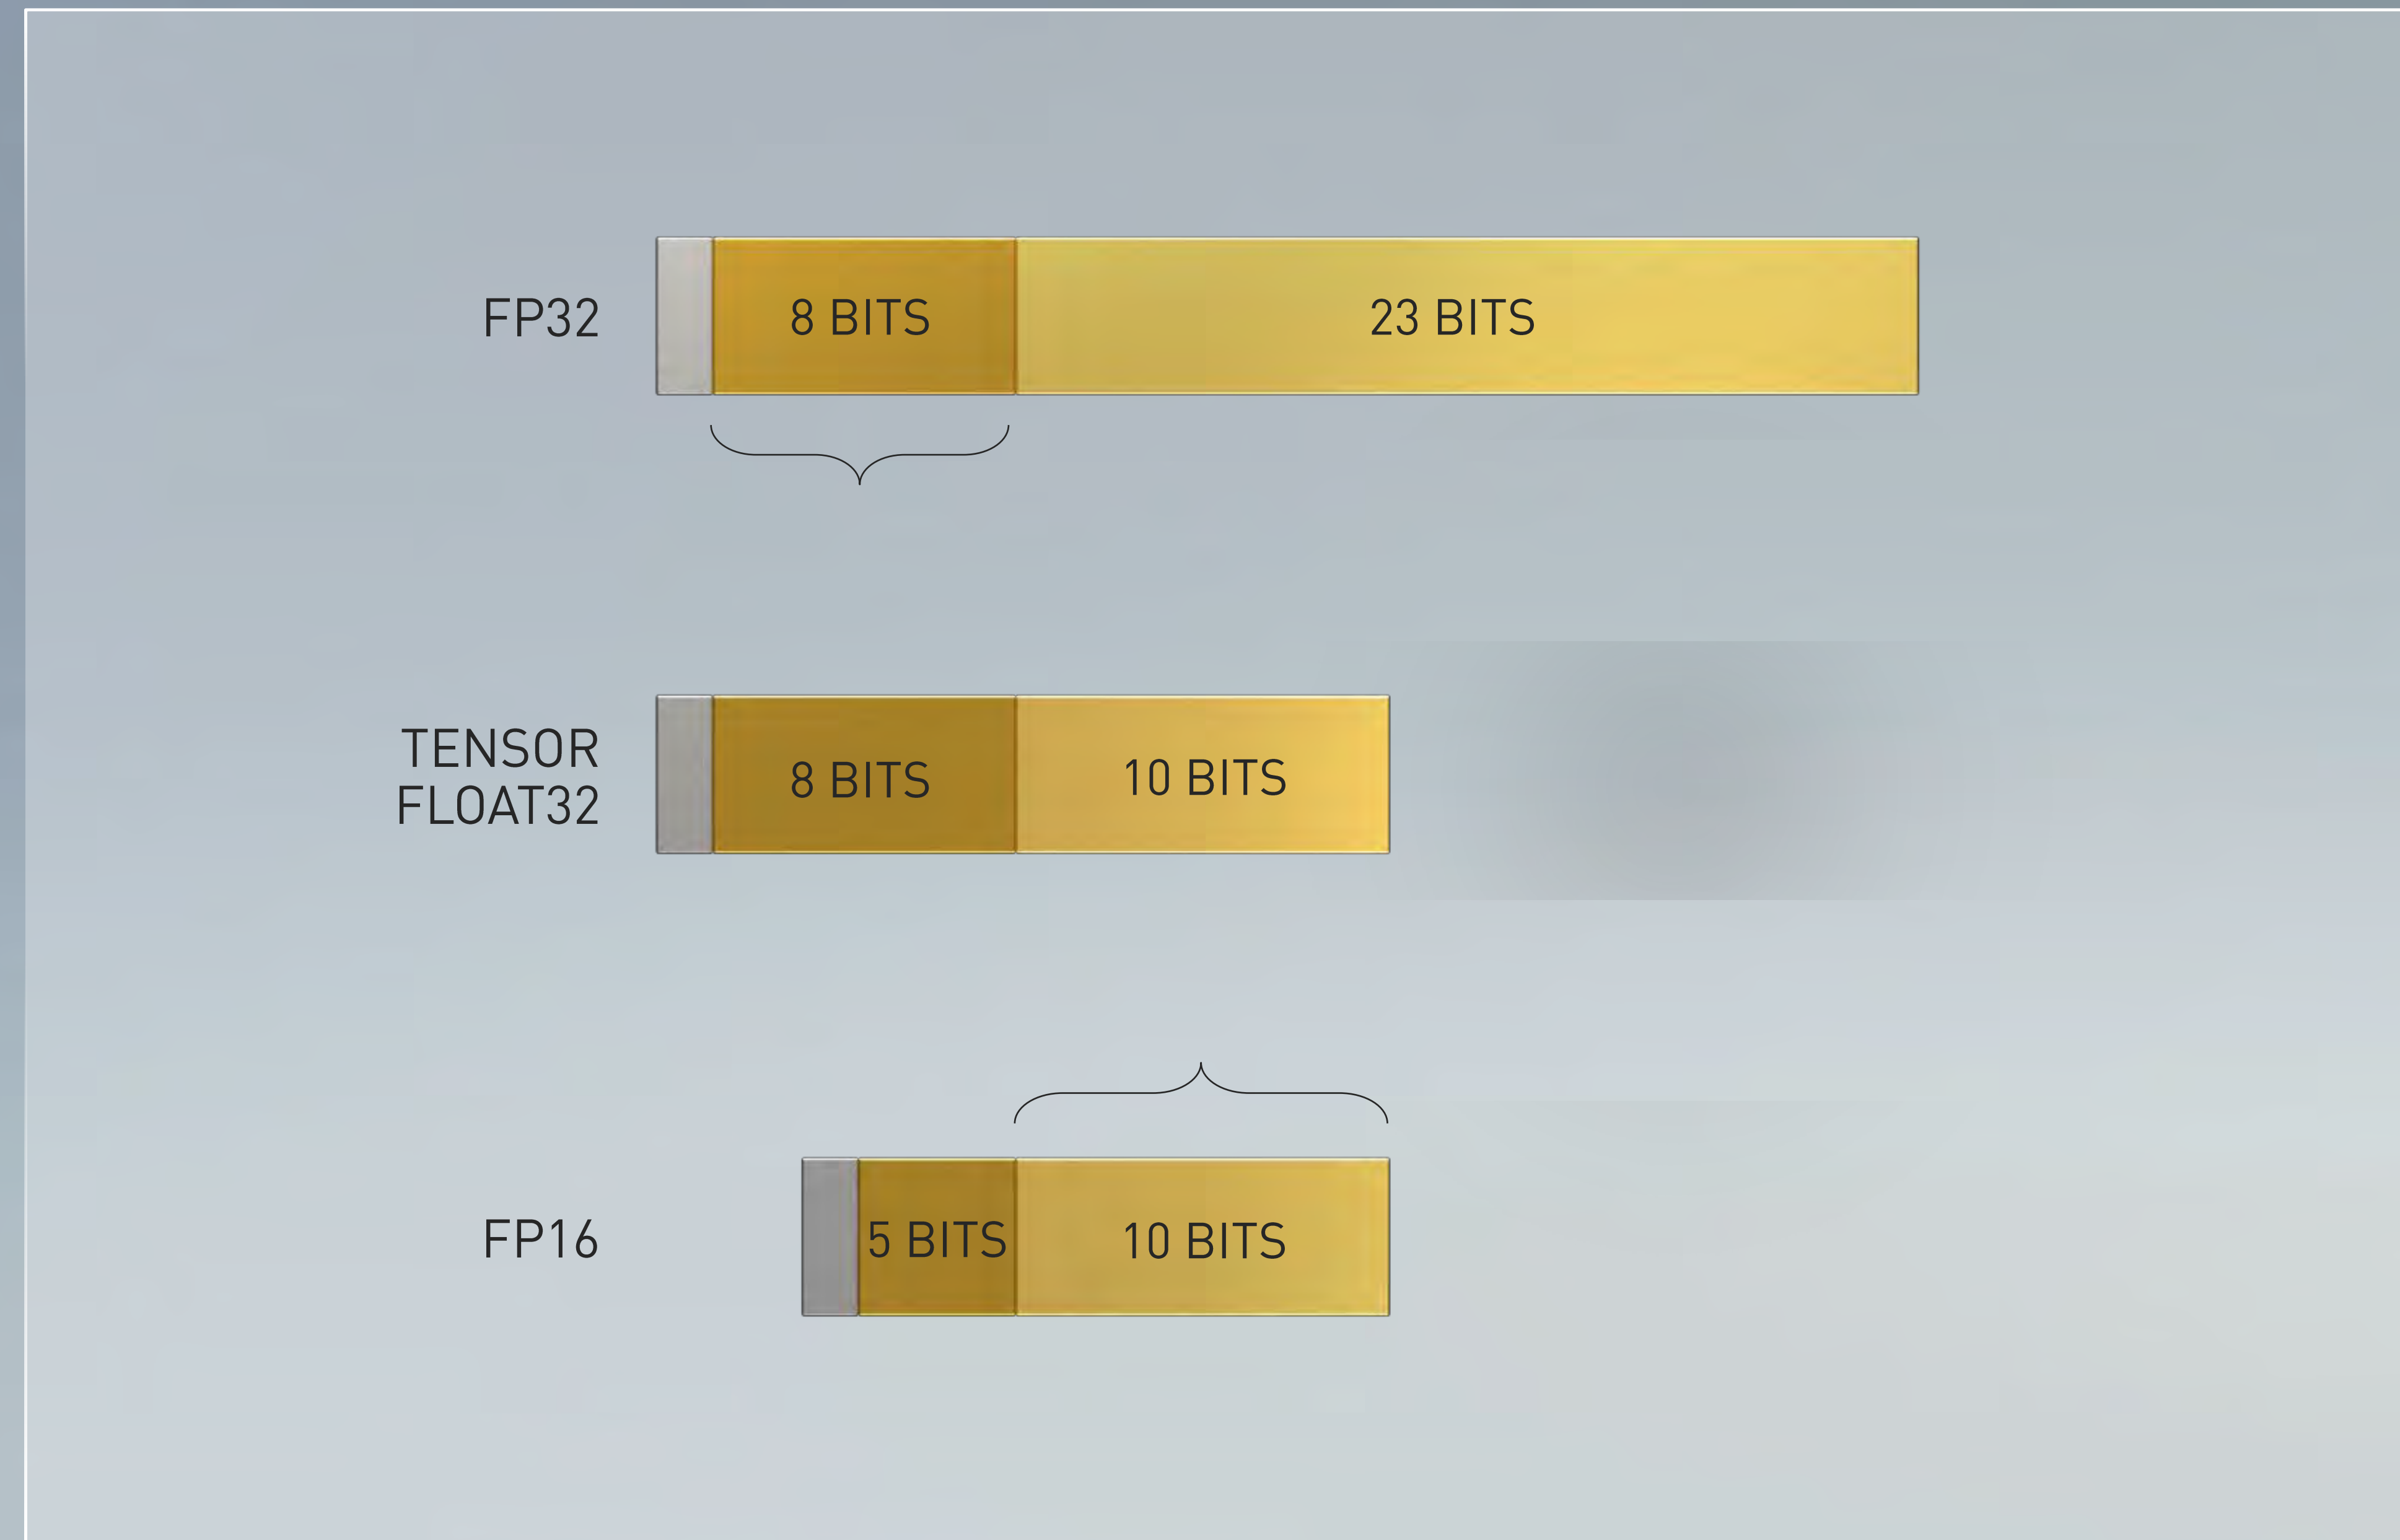 FP32
8 BITS
23 BITS
TENSOR
FLOAT32
8 BITS
10 BITS
FP16
5 BITS
10 BITS